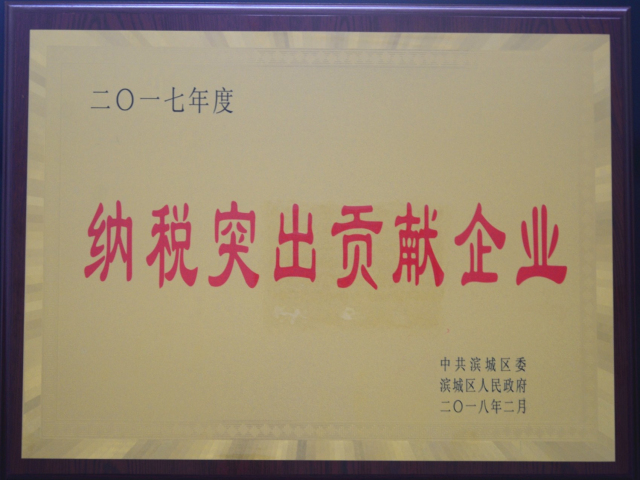 二〇一七年度
纳税突出贡献企业
中共滨城区委
滨城区人民政府
二〇一八年二月